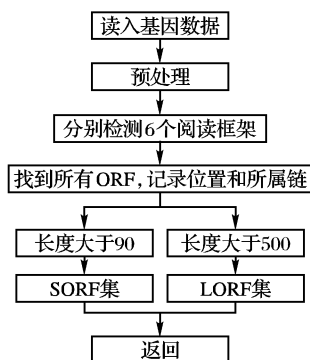 读入基因数据
预处理
分别检测6个阅读框架
找到所有ORF,记录位置和所属链
长度大于90
长度大于500
SORF集
LORF集
返回